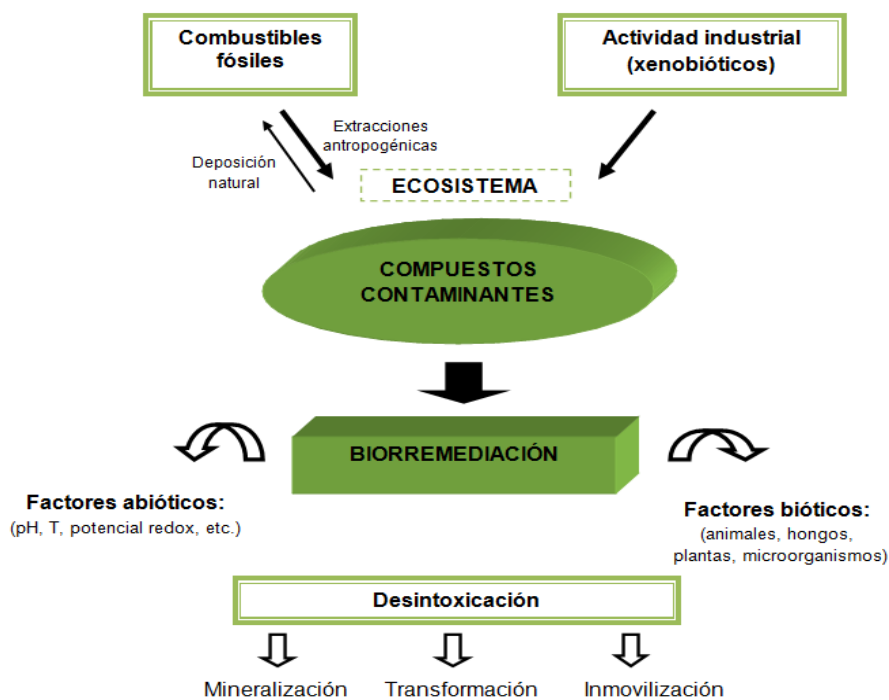 Combustibles
fósiles
Actividad industrial
(xenobióticos)
Extracciones
antropogénicas
Deposición
natural
ECOSISTEMA
COMPUESTOS
CONTAMINANTES
BIORREMEDIACIÓN
Factores abióticos:
(pH, T, potencial redox, etc.)
Factores bióticos:
(animales, hongos,
plantas, microorganismos)
Desintoxicación
Mineralización
Transformación
Inmovilización